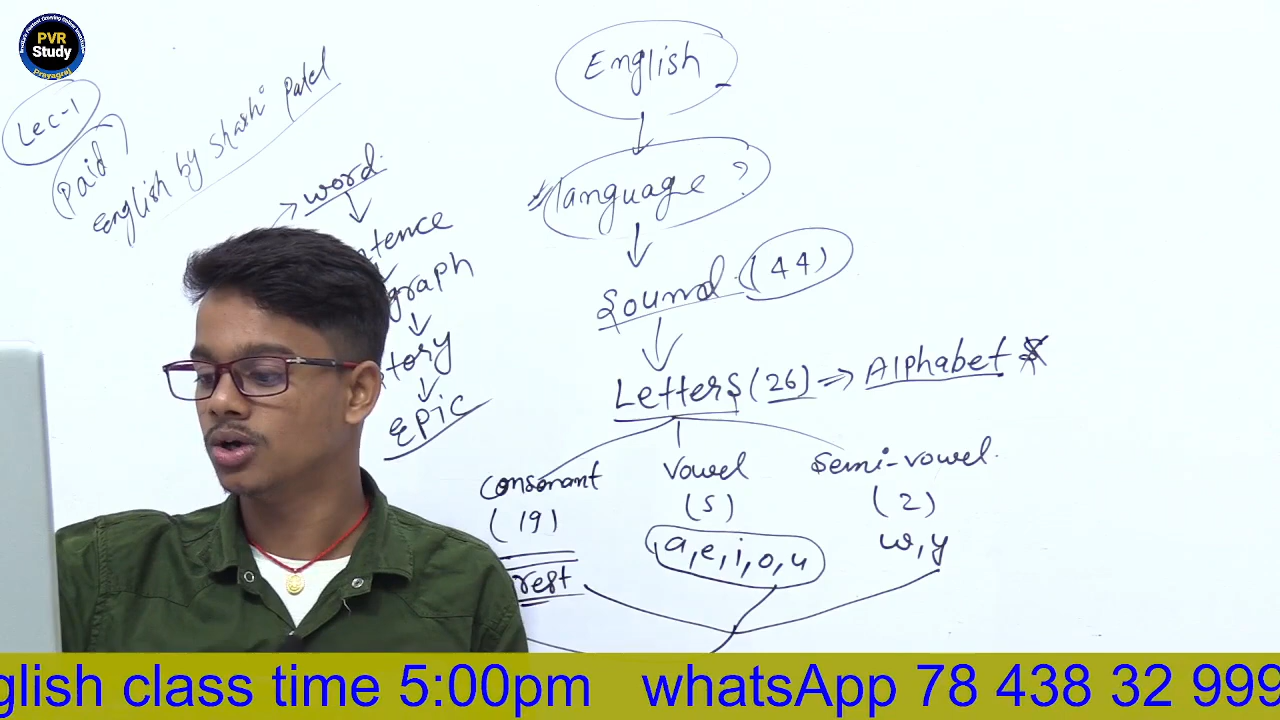 PVR
Study
Prayagraj
Lec-1
Paid
English by Shashi Patel
word
ntence
graph
tory
Epic
English
language ?
Sound (44)
Letters (26) => Alphabet
Consonant
(19)
rest
Vowel
(5)
a, e, i, o, u
Semi-vowel
(2)
w, y
glish class time 5:00pm whatsApp 78 438 32 999